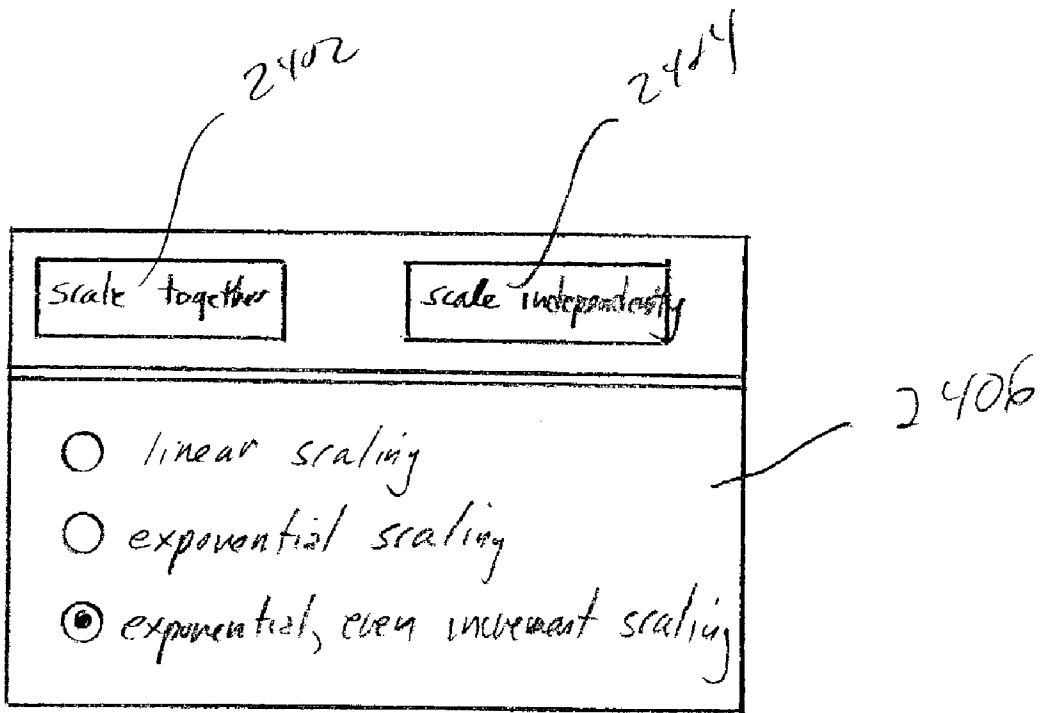 2402
2404
scale together
scale independently
2406
linear scaling
exponential scaling
exponential, even increment scaling